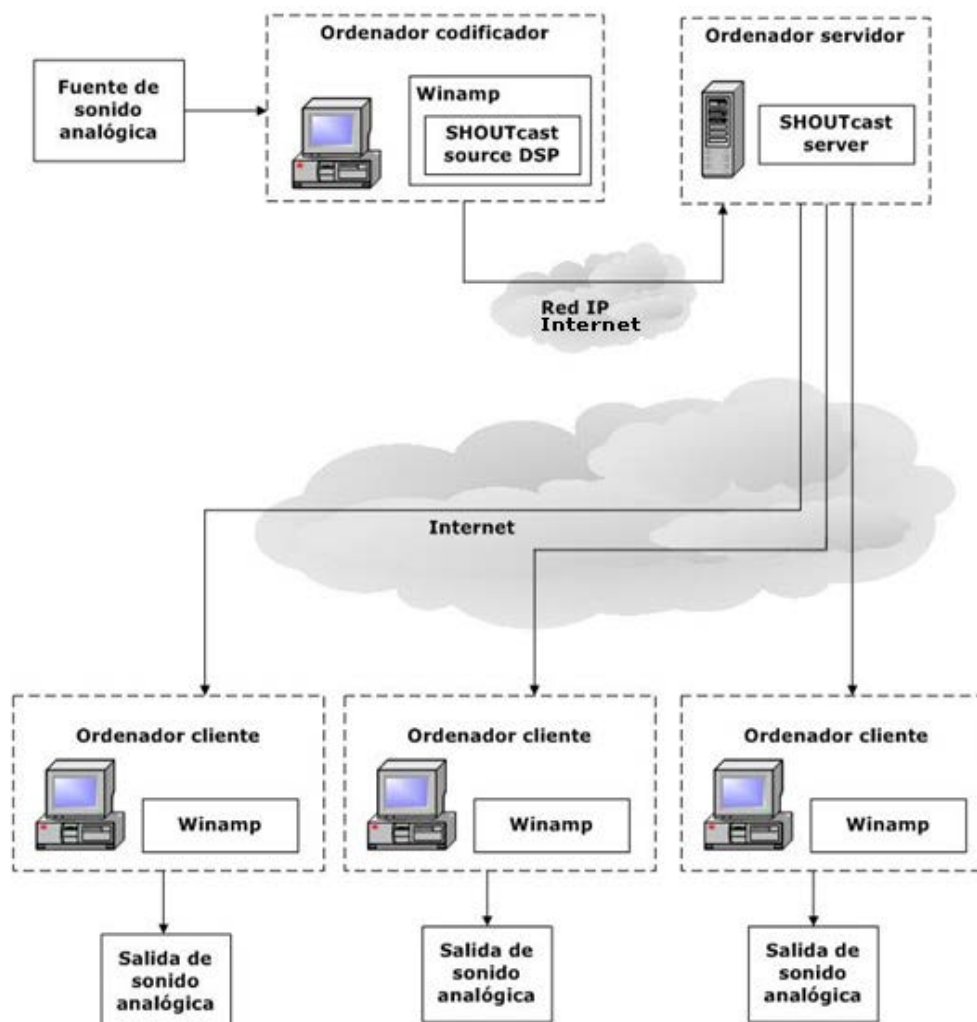 Ordenador codificador
Ordenador servidor
Fuente de
sonido
analógica
Winamp
SHOUTcast
source DSP
SHOUTcast
server
Red IP
Internet
Internet
Ordenador cliente
Winamp
Ordenador cliente
Winamp
Ordenador cliente
Winamp
Salida de
sonido
analógica
Salida de
sonido
analógica
Salida de
sonido
analógica